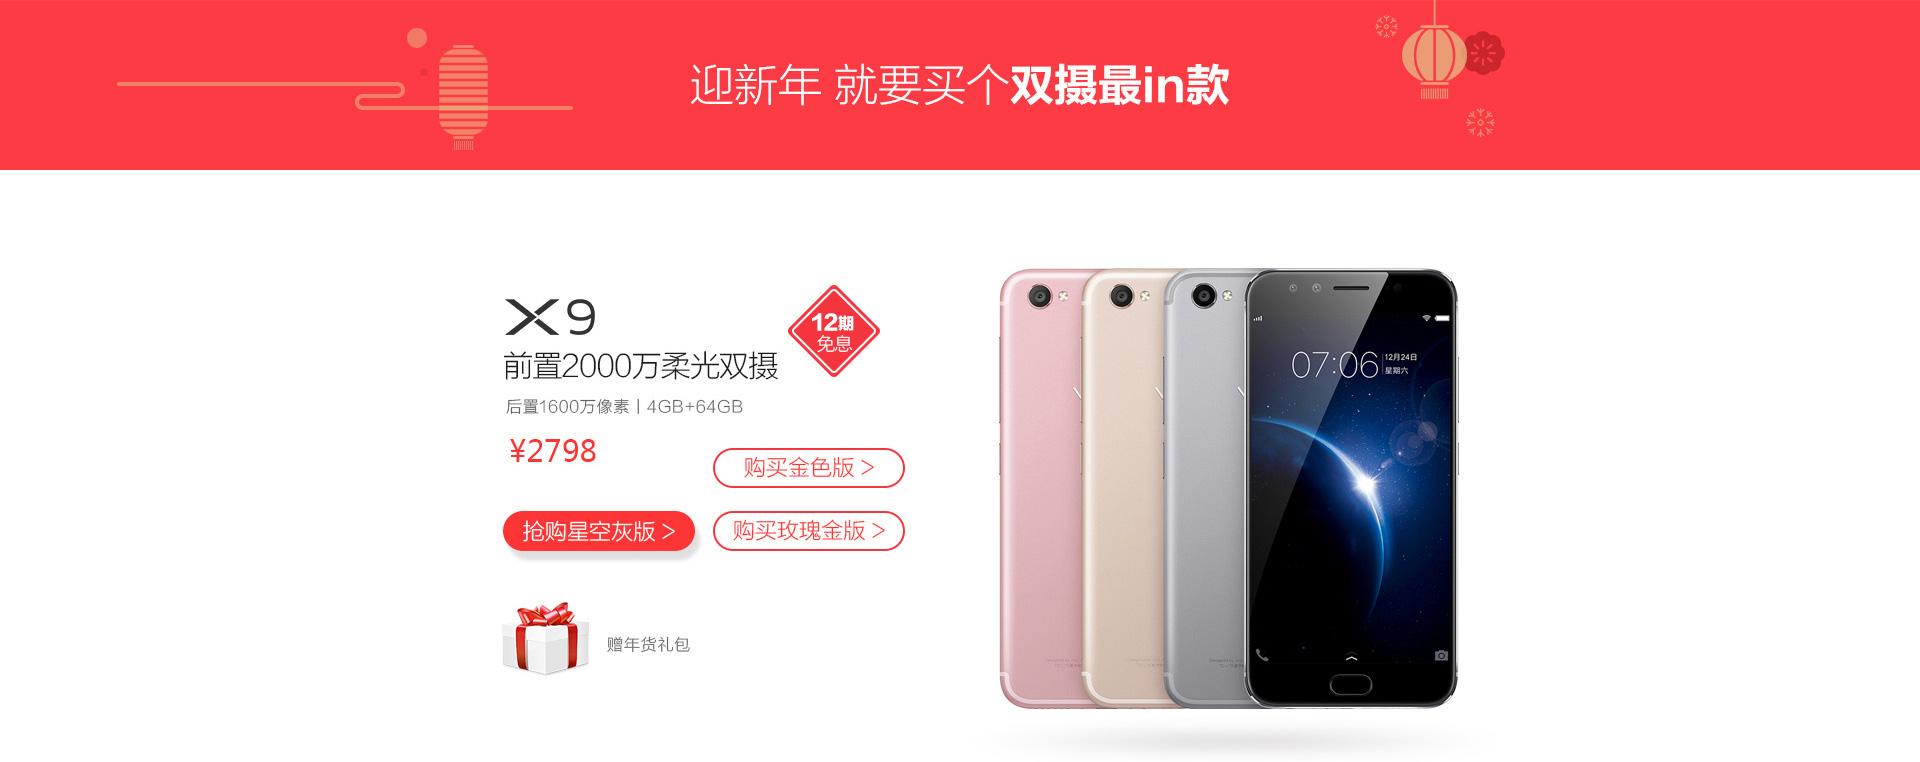 迎新年 就要买个双摄最in款
X9
12期
免息
前置2000万柔光双摄
后置1600万像素 | 4GB+64GB
¥2798
购买金色版 >
抢购星空灰版 >
购买玫瑰金版 >
赠年货礼包
07:06
12月24日
星期六